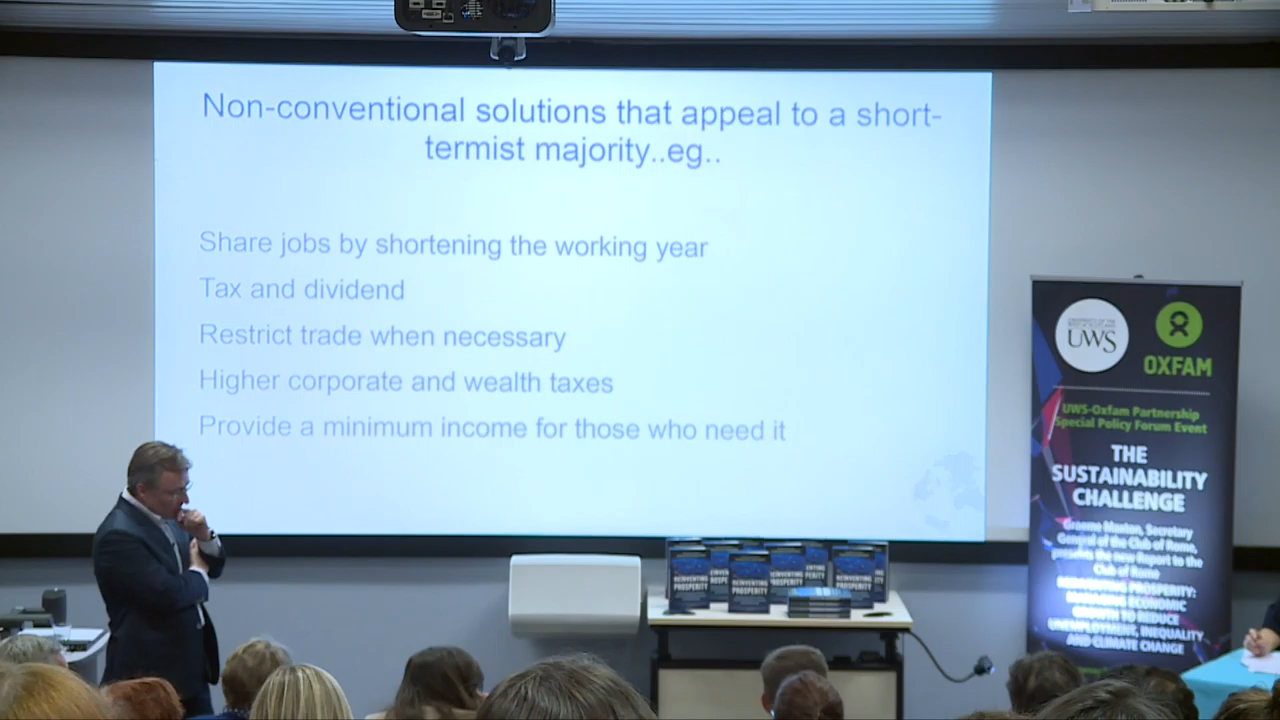 Non-conventional solutions that appeal to a short-
termist majority..eg..
Share jobs by shortening the working year
Tax and dividend
Restrict trade when necessary
Higher corporate and wealth taxes
Provide a minimum income for those who need it
UWS
OXFAM
UWS-Oxfam Partnership
Special Policy Forum Event
THE
SUSTAINABILITY
CHALLENGE
Graeme Maxton, Secretary
General of the Club of Rome,
presents the new Report to the
Club of Rome
REINVENTING PROSPERITY:
MANAGING ECONOMIC
GROWTH TO REDUCE
UNEMPLOYMENT, INEQUALITY
AND CLIMATE CHANGE
REINVENTING
PROSPERITY
REINVENTING
PROSPERITY
REINVENTING
PROSPERITY